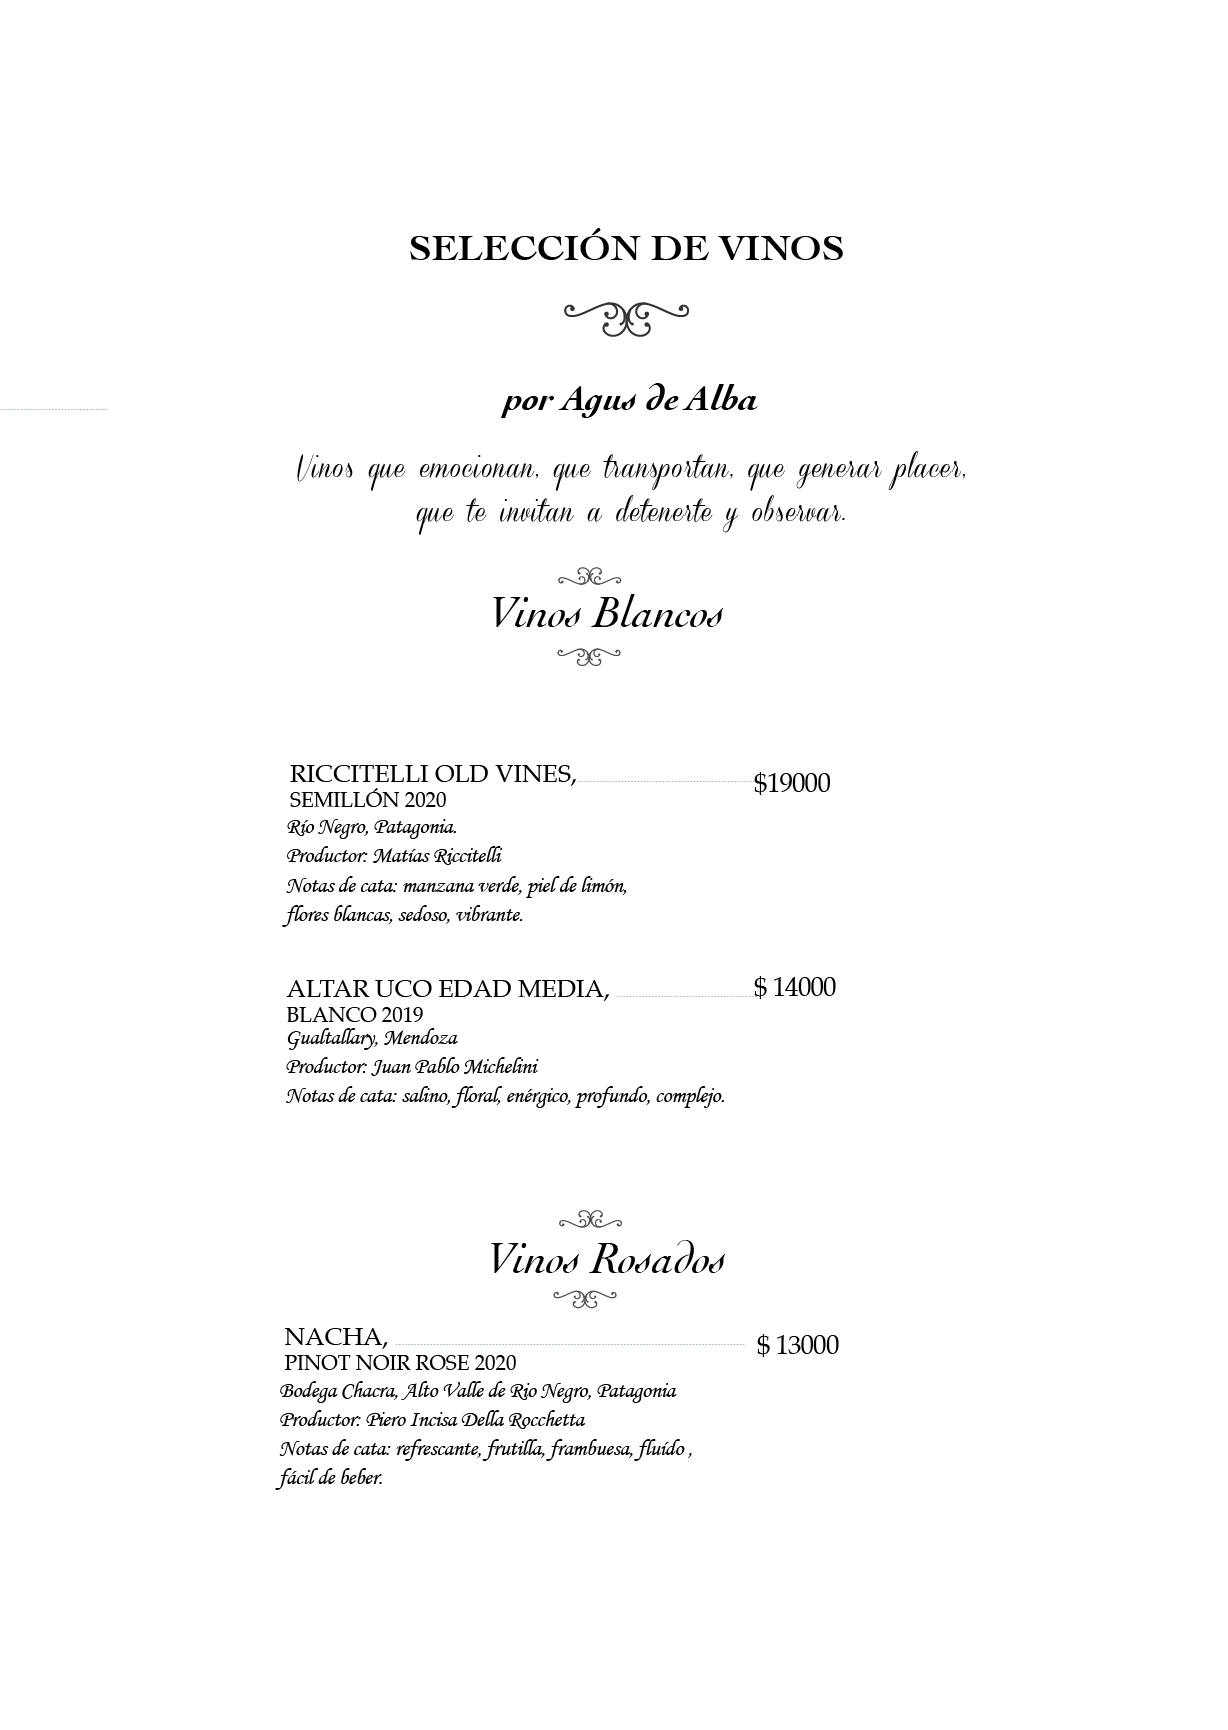 SELECCIÓN DE VINOS
por Agus de Alba
Vinos que emocionan, que transportan, que generar placer,
que te invitan a detenerte y observar.
Vinos Blancos
RICCITELLI OLD VINES, $19000
SEMILLÓN 2020
Río Negro, Patagonia.
Productor: Matías Riccitelli
Notas de cata: manzana verde, piel de limón,
flores blancas, sedoso, vibrante.
ALTAR UCO EDAD MEDIA, $ 14000
BLANCO 2019
Gualtallary, Mendoza
Productor: Juan Pablo Michelini
Notas de cata: salino, floral, enérgico, profundo, complejo.
Vinos Rosados
NACHA, $ 13000
PINOT NOIR ROSE 2020
Bodega Chacra, Alto Valle de Rio Negro, Patagonia
Productor: Piero Incisa Della Rocchetta
Notas de cata: refrescante, frutilla, frambuesa, fluído ,
fácil de beber.